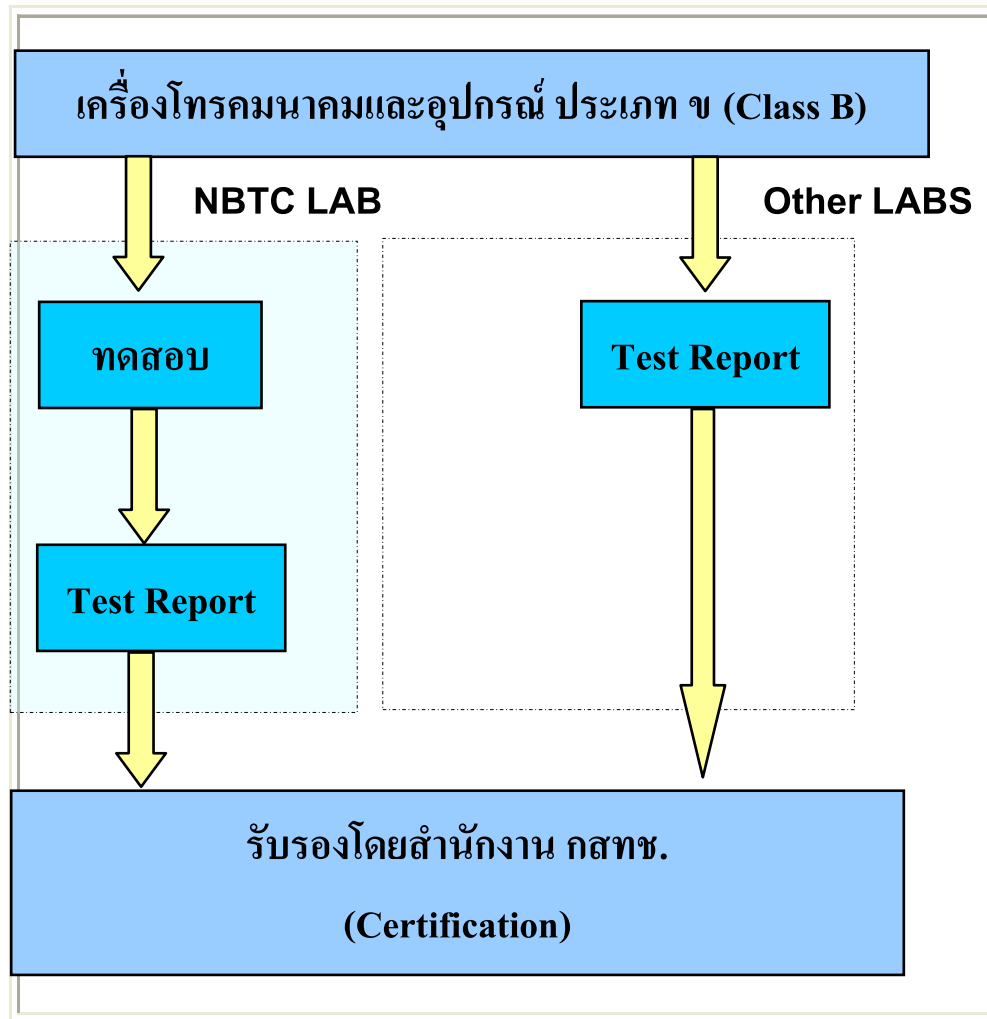 เครื่องโทรคมนาคมและอุปกรณ์ ประเภท ข (Class B)
NBTC LAB
Other LABS
ทดสอบ
Test Report
Test Report
รับรองโดยสำนักงาน กสทช.
(Certification)